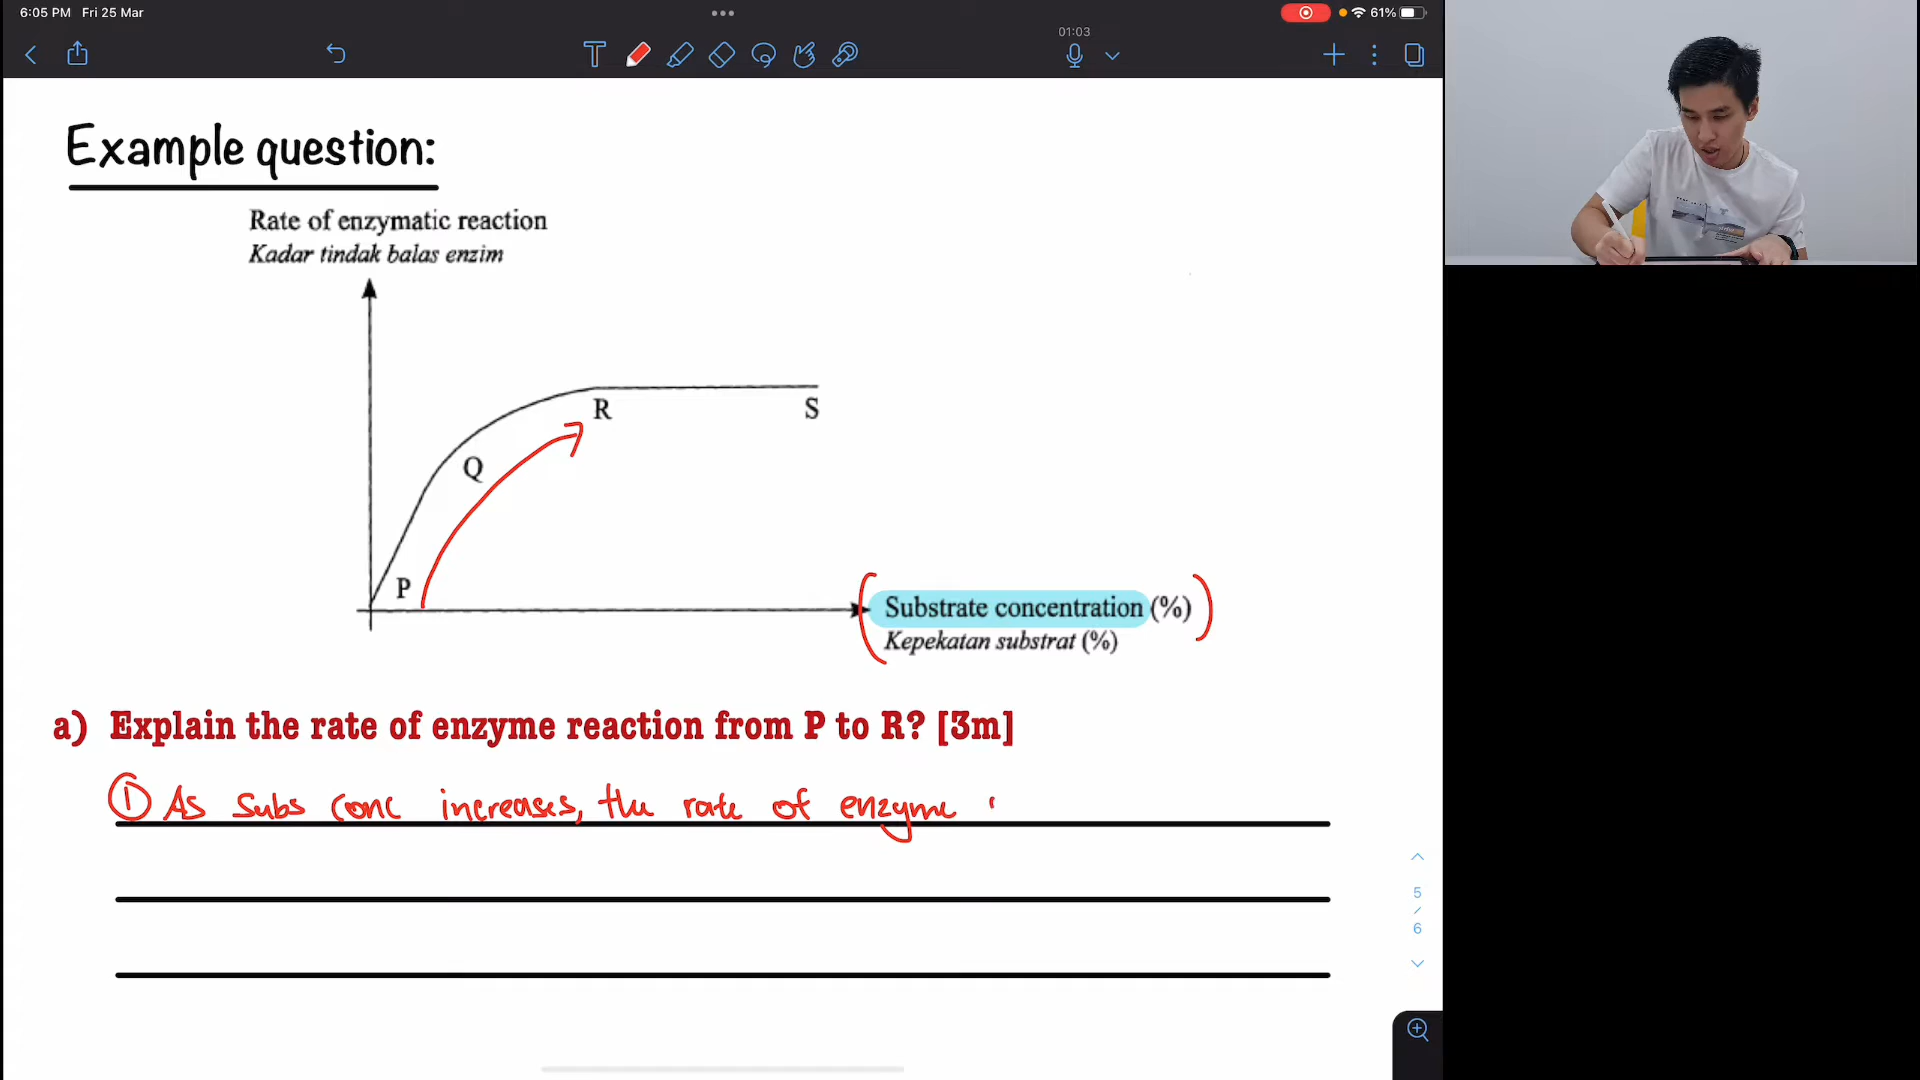 6:05 PM Fri 25 Mar
61%
01:03
Example question:
Rate of enzymatic reaction
Kadar tindak balas enzim
R
S
Q
P
Substrate concentration (%)
Kepekatan substrat (%)
a) Explain the rate of enzyme reaction from P to R? [3m]
① As subs conc increases, the rate of enzyme
5
/
6